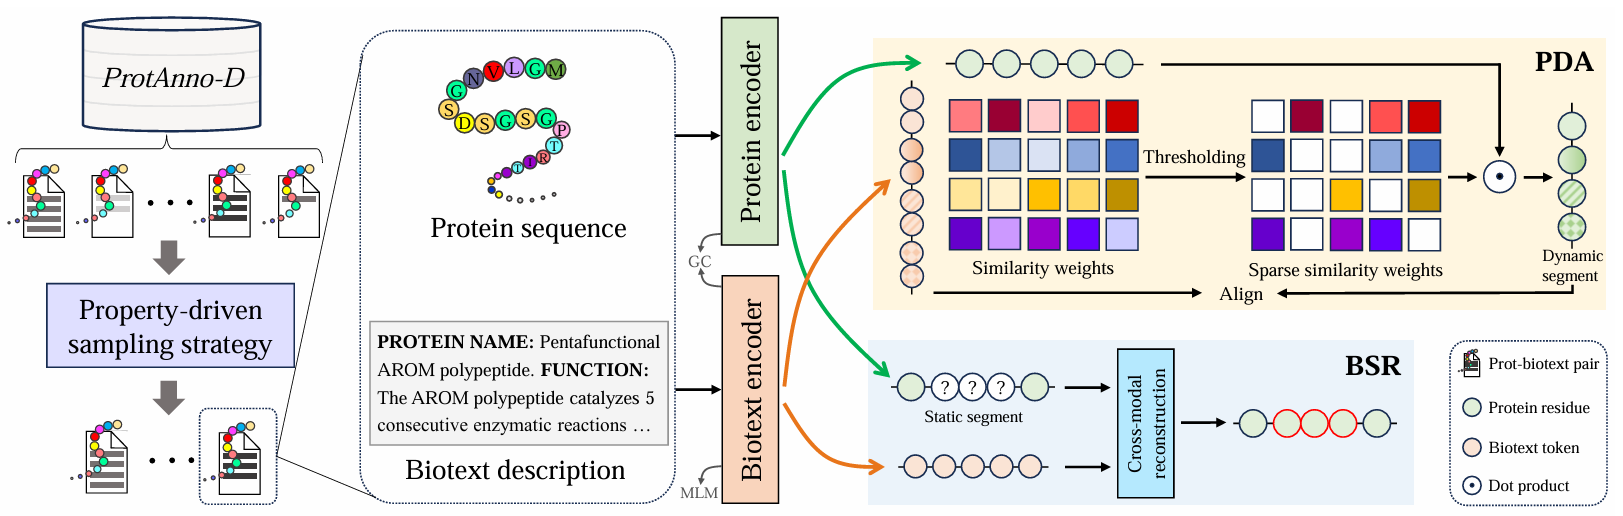 ProtAnno-D
Property-driven
sampling strategy
M G L V N G S D S G S G P T R I T
Protein sequence
PROTEIN NAME: Pentafunctional
AROM polypeptide. FUNCTION:
The AROM polypeptide catalyzes 5
consecutive enzymatic reactions ...
Biotext description
Protein encoder
GC
Biotext encoder
MLM
PDA
Thresholding
Similarity weights
Sparse similarity weights
Dynamic
segment
Align
BSR
? ? ?
Static segment
Cross-modal
reconstruction
Prot-biotext pair
Protein residue
Biotext token
Dot product